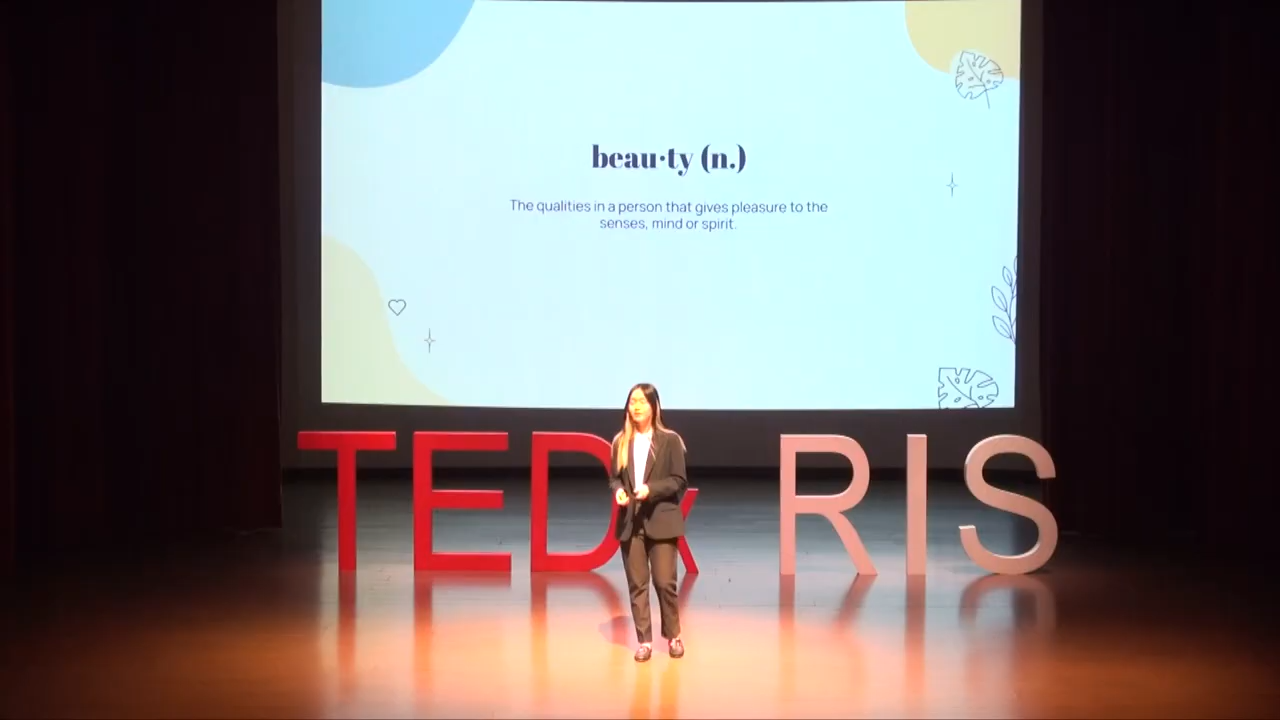 beau·ty (n.)
The qualities in a person that gives pleasure to the
senses, mind or spirit.
TEDx RIS